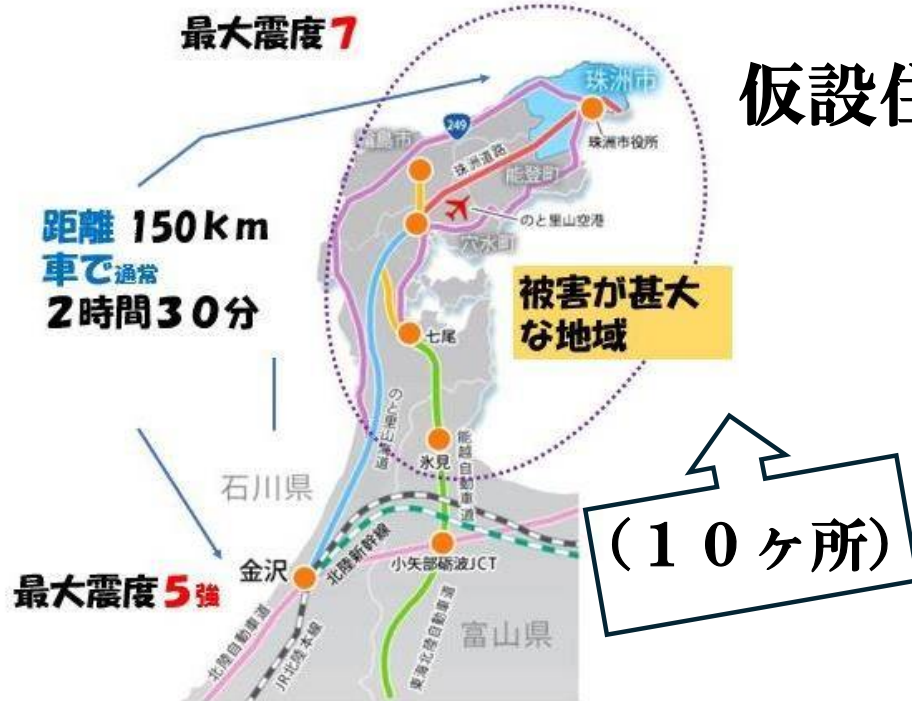 最大震度7
仮設住
珠洲市
249
輪島市
珠洲市役所
珠洲道路
能登町
のと里山空港
穴水町
距離 150km
車で通常
2時間30分
被害が甚大
な地域
七尾
のと里山海道
能越自動車道
氷見
石川県
(10ヶ所)
北陸新幹線
小矢部砺波JCT
金沢
最大震度5強
北陸自動車道
JR北陸本線
東海北陸自動車道
富山県